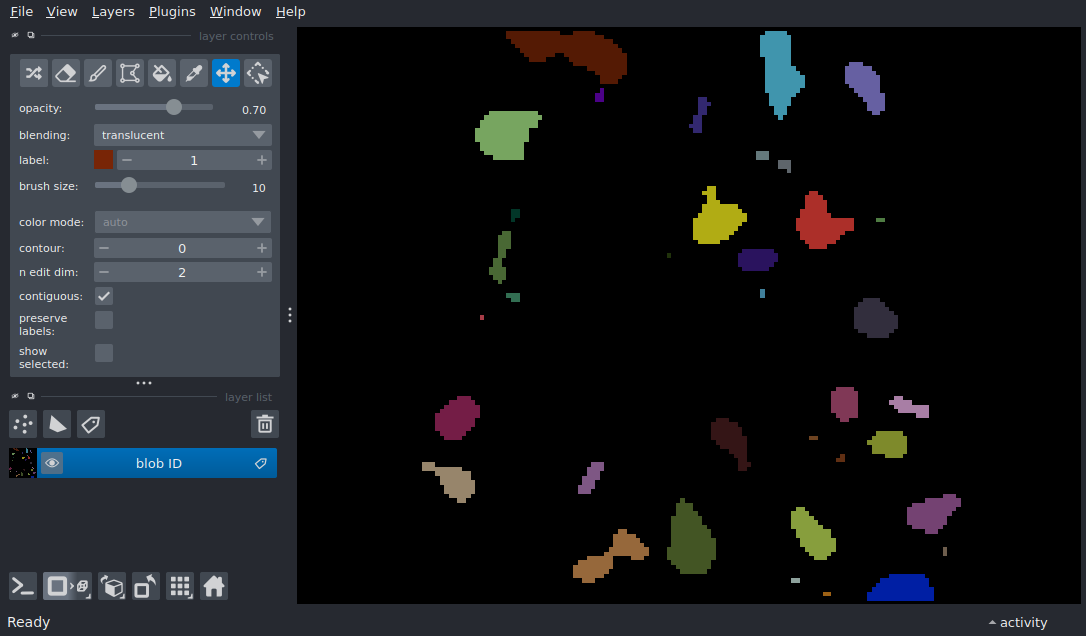 File View Layers Plugins Window Help
layer controls
opacity: 0.70
blending: translucent
label: 1
brush size: 10
color mode: auto
contour: 0
n edit dim: 2
contiguous:
preserve
labels:
show
selected:
layer list
blob ID
Ready
activity